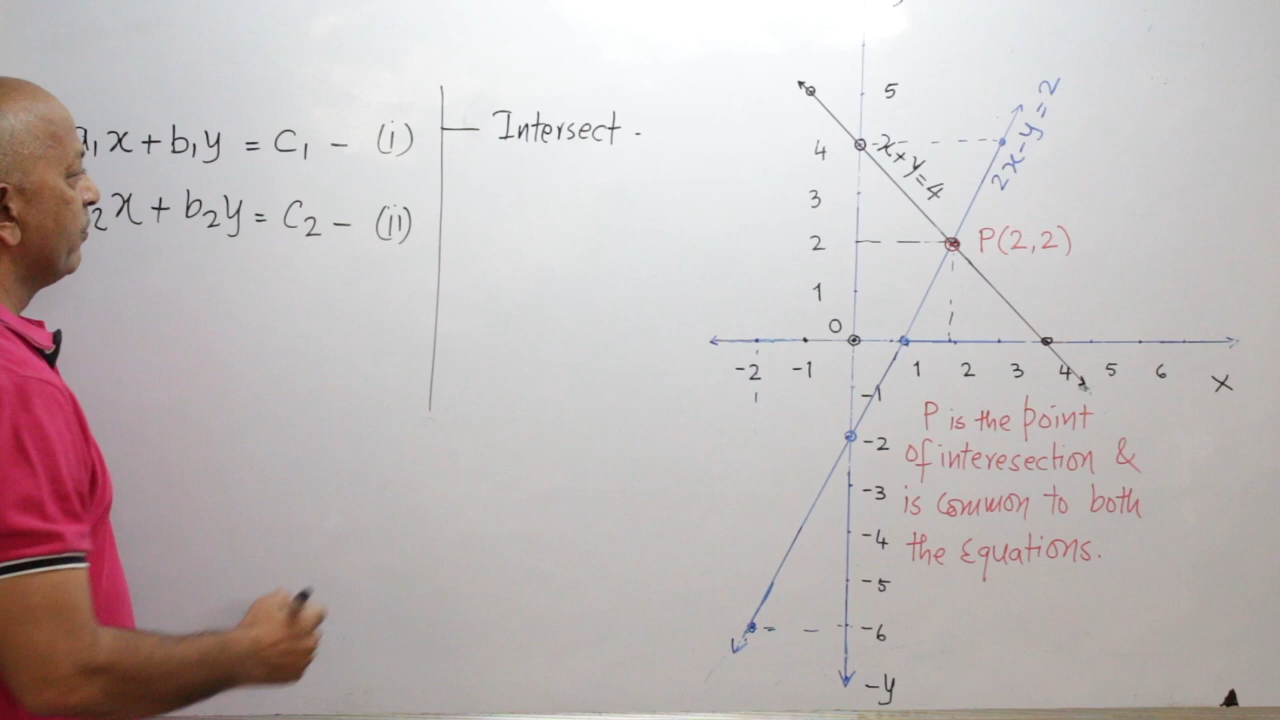 a₁x + b₁y = c₁ - (i)
a₂x + b₂y = c₂ - (ii)
Intersect.
5
4
3
2
1
0
-2 -1 1 2 3 4 5 6 X
-1
-2
-3
-4
-5
-6
-y
x+y=4
2x-y=2
P(2,2)
P is the point
of interesection &
is common to both
the Equations.